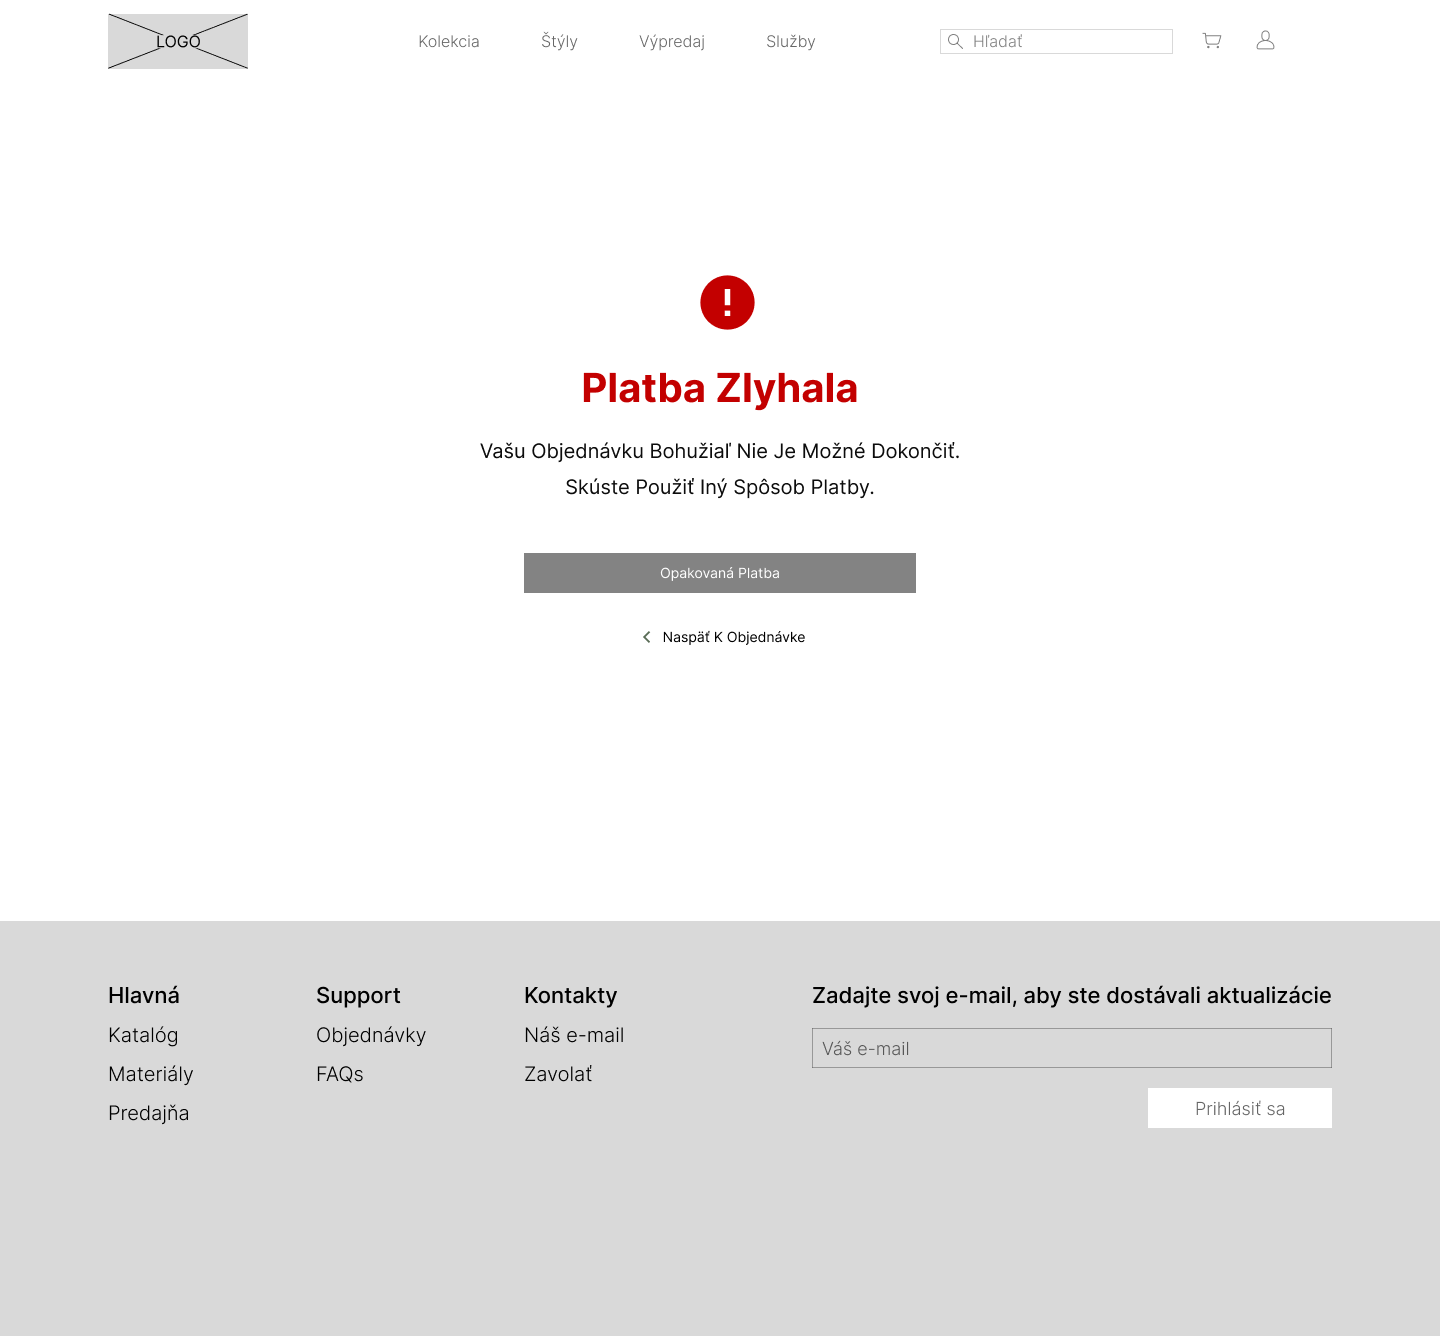 LOGO
Kolekcia
Štýly
Výpredaj
Služby
Hľadať
Platba Zlyhala
Vašu Objednávku Bohužiaľ Nie Je Možné Dokončiť.
Skúste Použiť Iný Spôsob Platby.
Opakovaná Platba
Naspäť K Objednávke
Hlavná
Katalóg
Materiály
Predajňa
Support
Objednávky
FAQs
Kontakty
Náš e-mail
Zavolať
Zadajte svoj e-mail, aby ste dostávali aktualizácie
Váš e-mail
Prihlásiť sa